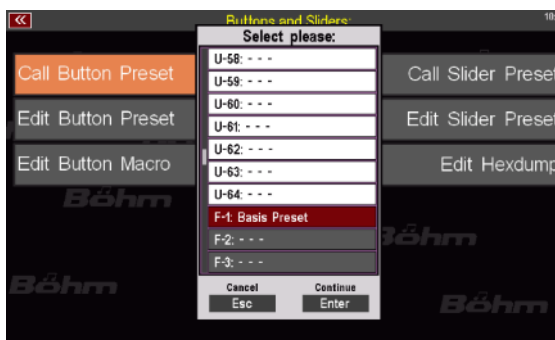 Buttons and Sliders:
10:
Select please:
Call Button Preset
Edit Button Preset
Edit Button Macro
U-58: - - -
U-59: - - -
U-60: - - -
U-61: - - -
U-62: - - -
U-63: - - -
U-64: - - -
F-1: Basis Preset
F-2: - - -
F-3: - - -
Cancel Continue
Esc Enter
Call Slider Preset
Edit Slider Preset
Edit Hexdump
Böhm
Böhm
Böhm
Böhm